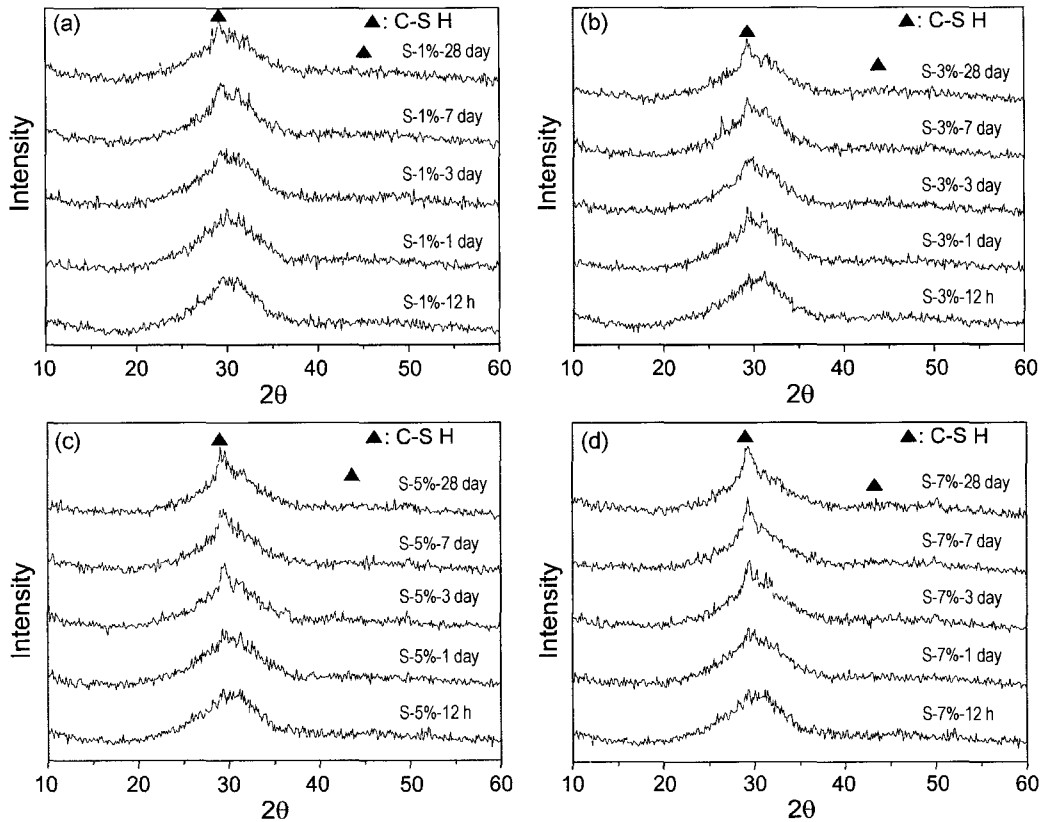 (a)
▲: C-S H
S-1%-28 day
S-1%-7 day
S-1%-3 day
S-1%-1 day
S-1%-12 h
Intensity
10 20 30 40 50 60
2θ
(b)
▲: C-S H
S-3%-28 day
S-3%-7 day
S-3%-3 day
S-3%-1 day
S-3%-12 h
Intensity
10 20 30 40 50 60
2θ
(c)
▲: C-S H
S-5%-28 day
S-5%-7 day
S-5%-3 day
S-5%-1 day
S-5%-12 h
Intensity
10 20 30 40 50 60
2θ
(d)
▲: C-S H
S-7%-28 day
S-7%-7 day
S-7%-3 day
S-7%-1 day
S-7%-12 h
Intensity
10 20 30 40 50 60
2θ